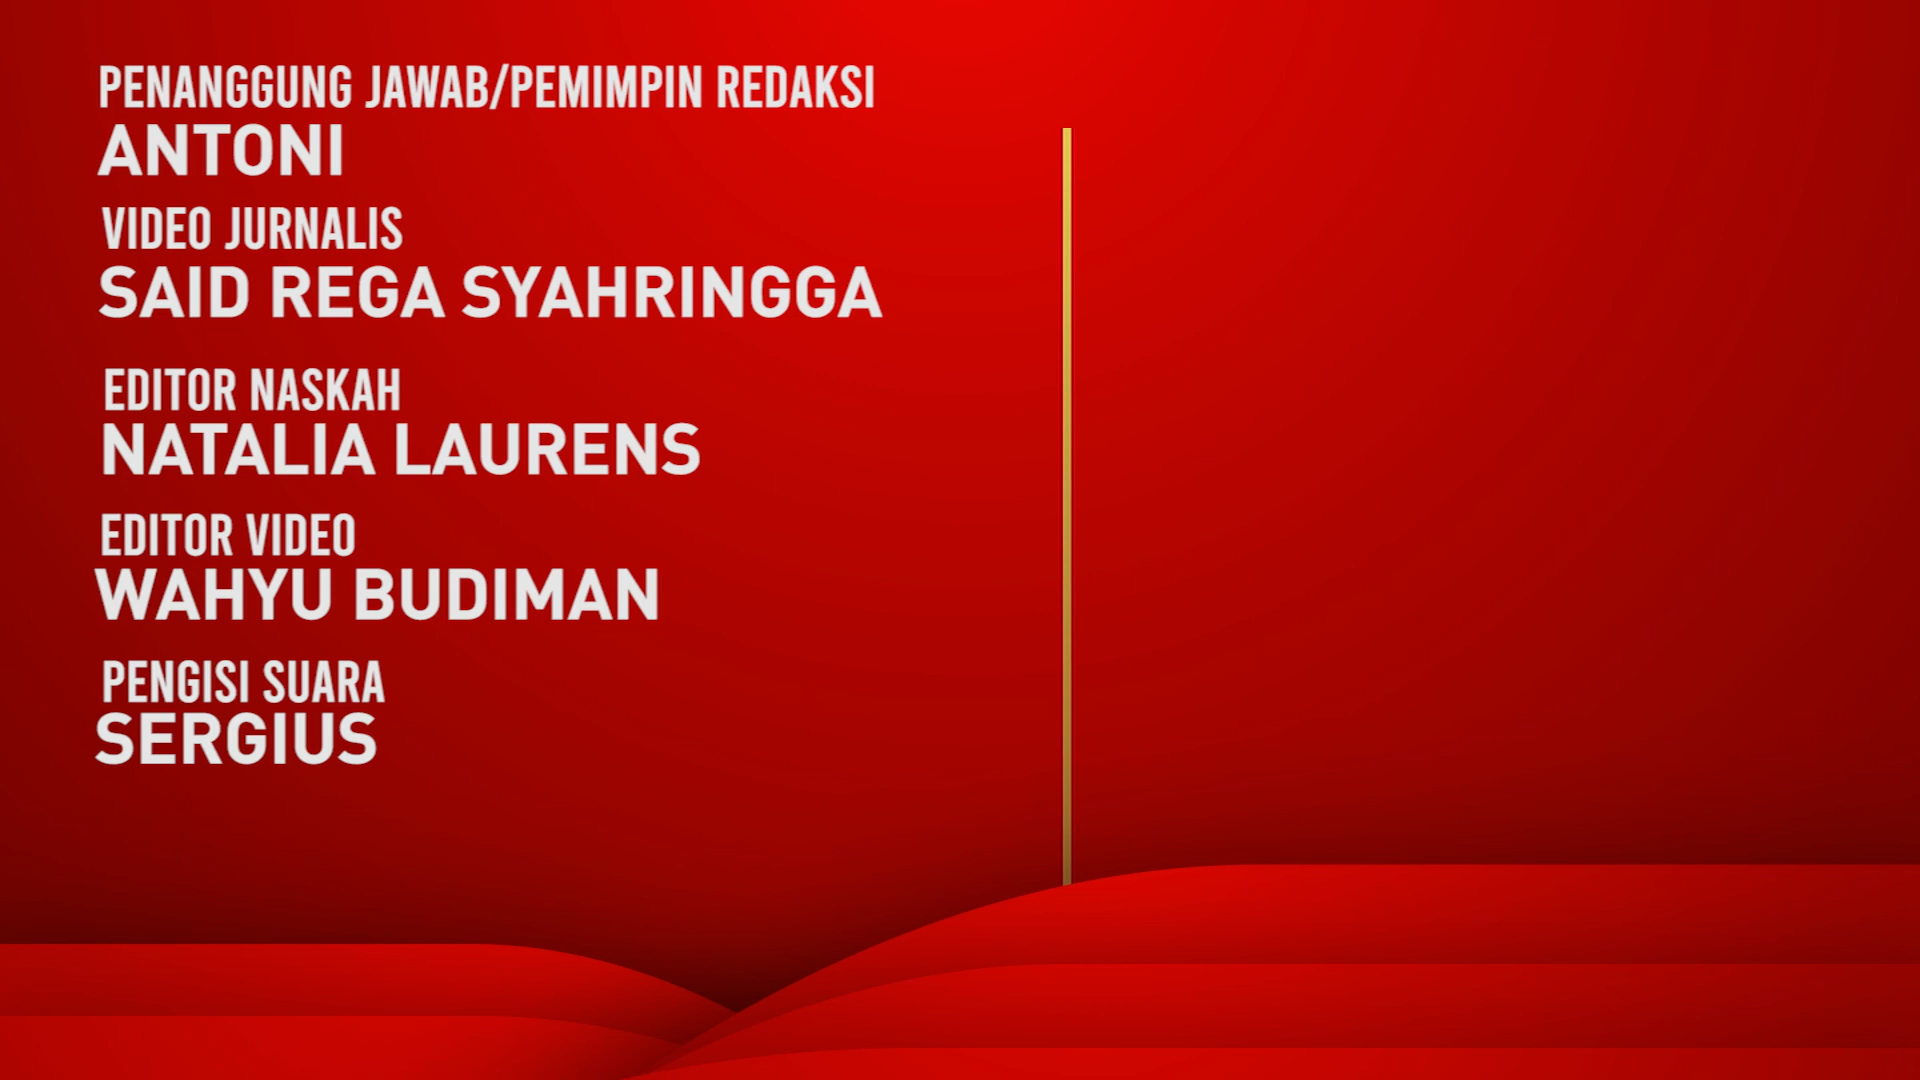 PENANGGUNG JAWAB/PEMIMPIN REDAKSI
ANTONI
VIDEO JURNALIS
SAID REGA SYAHRINGGA
EDITOR NASKAH
NATALIA LAURENS
EDITOR VIDEO
WAHYU BUDIMAN
PENGISI SUARA
SERGIUS